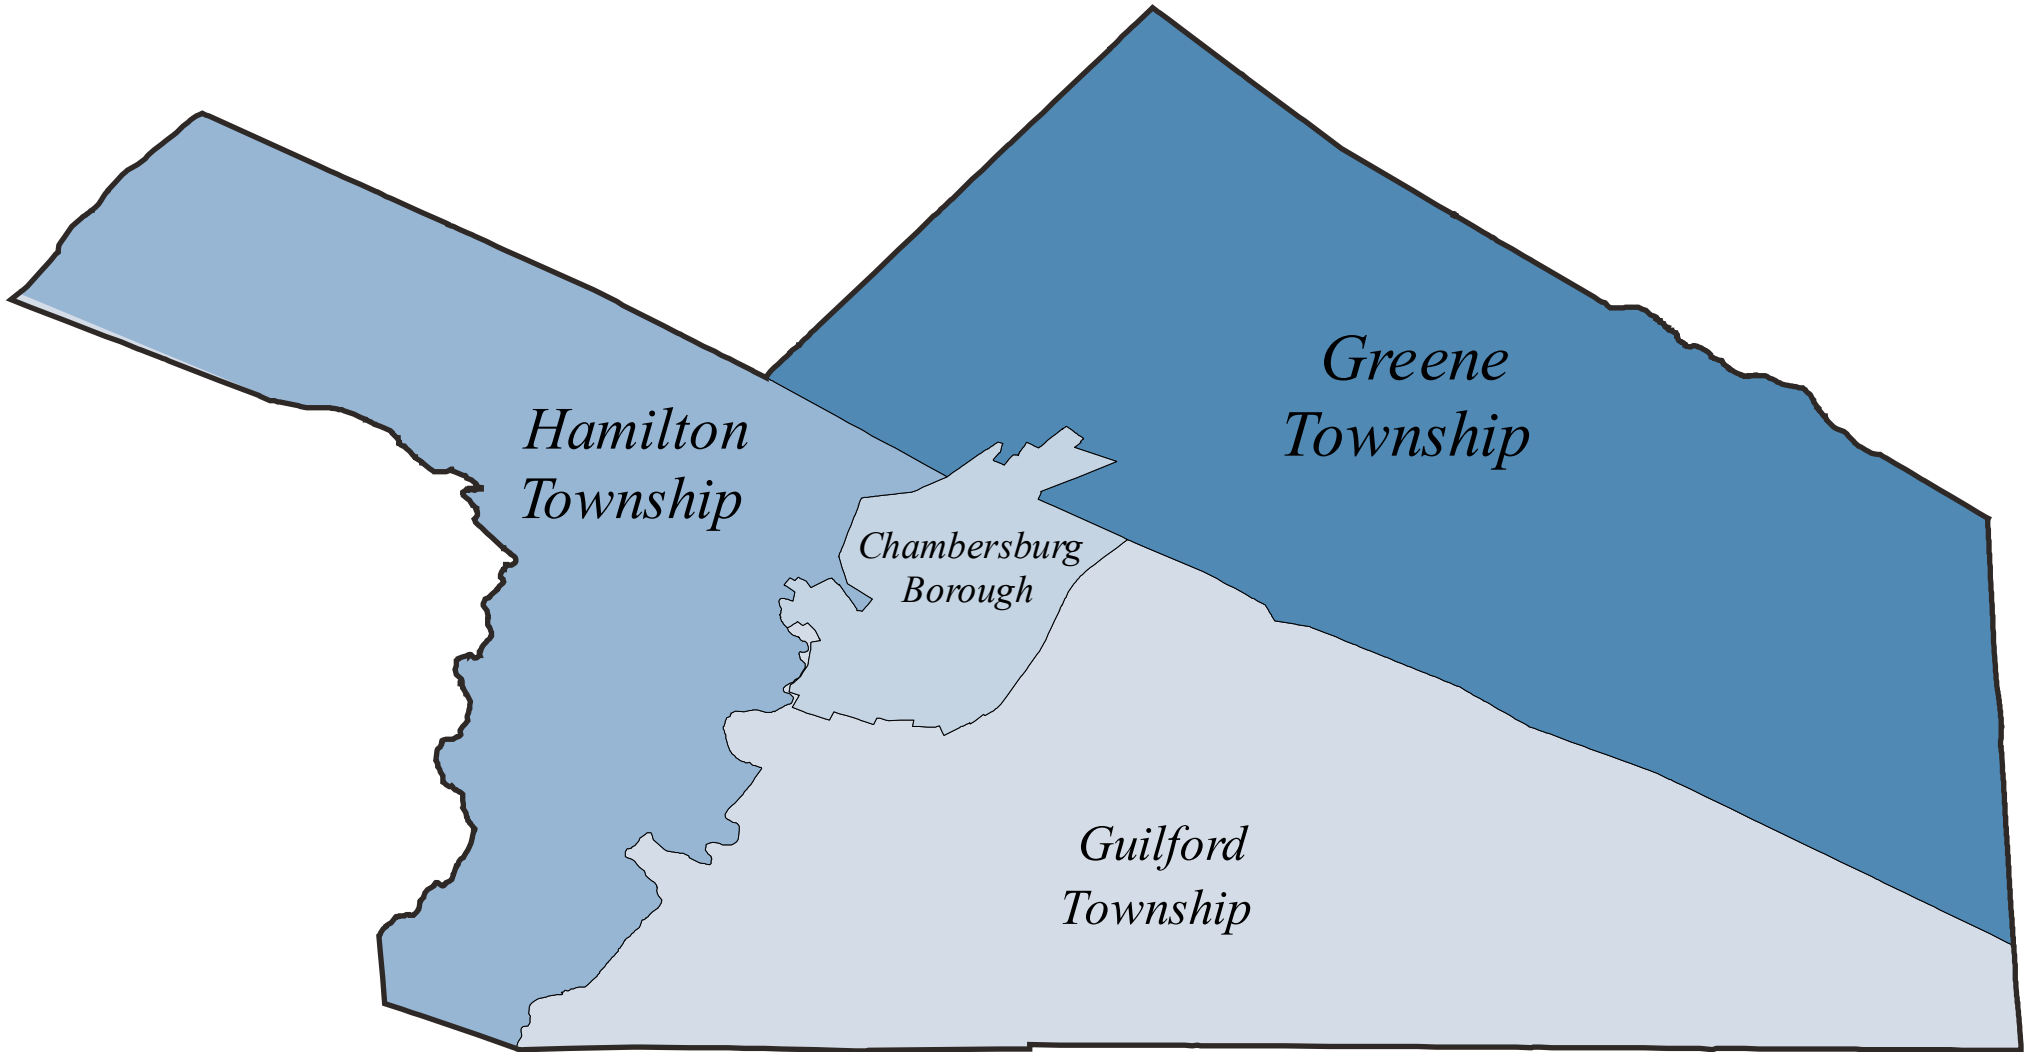 Greene
Township
Hamilton
Township
Chambersburg
Borough
Guilford
Township